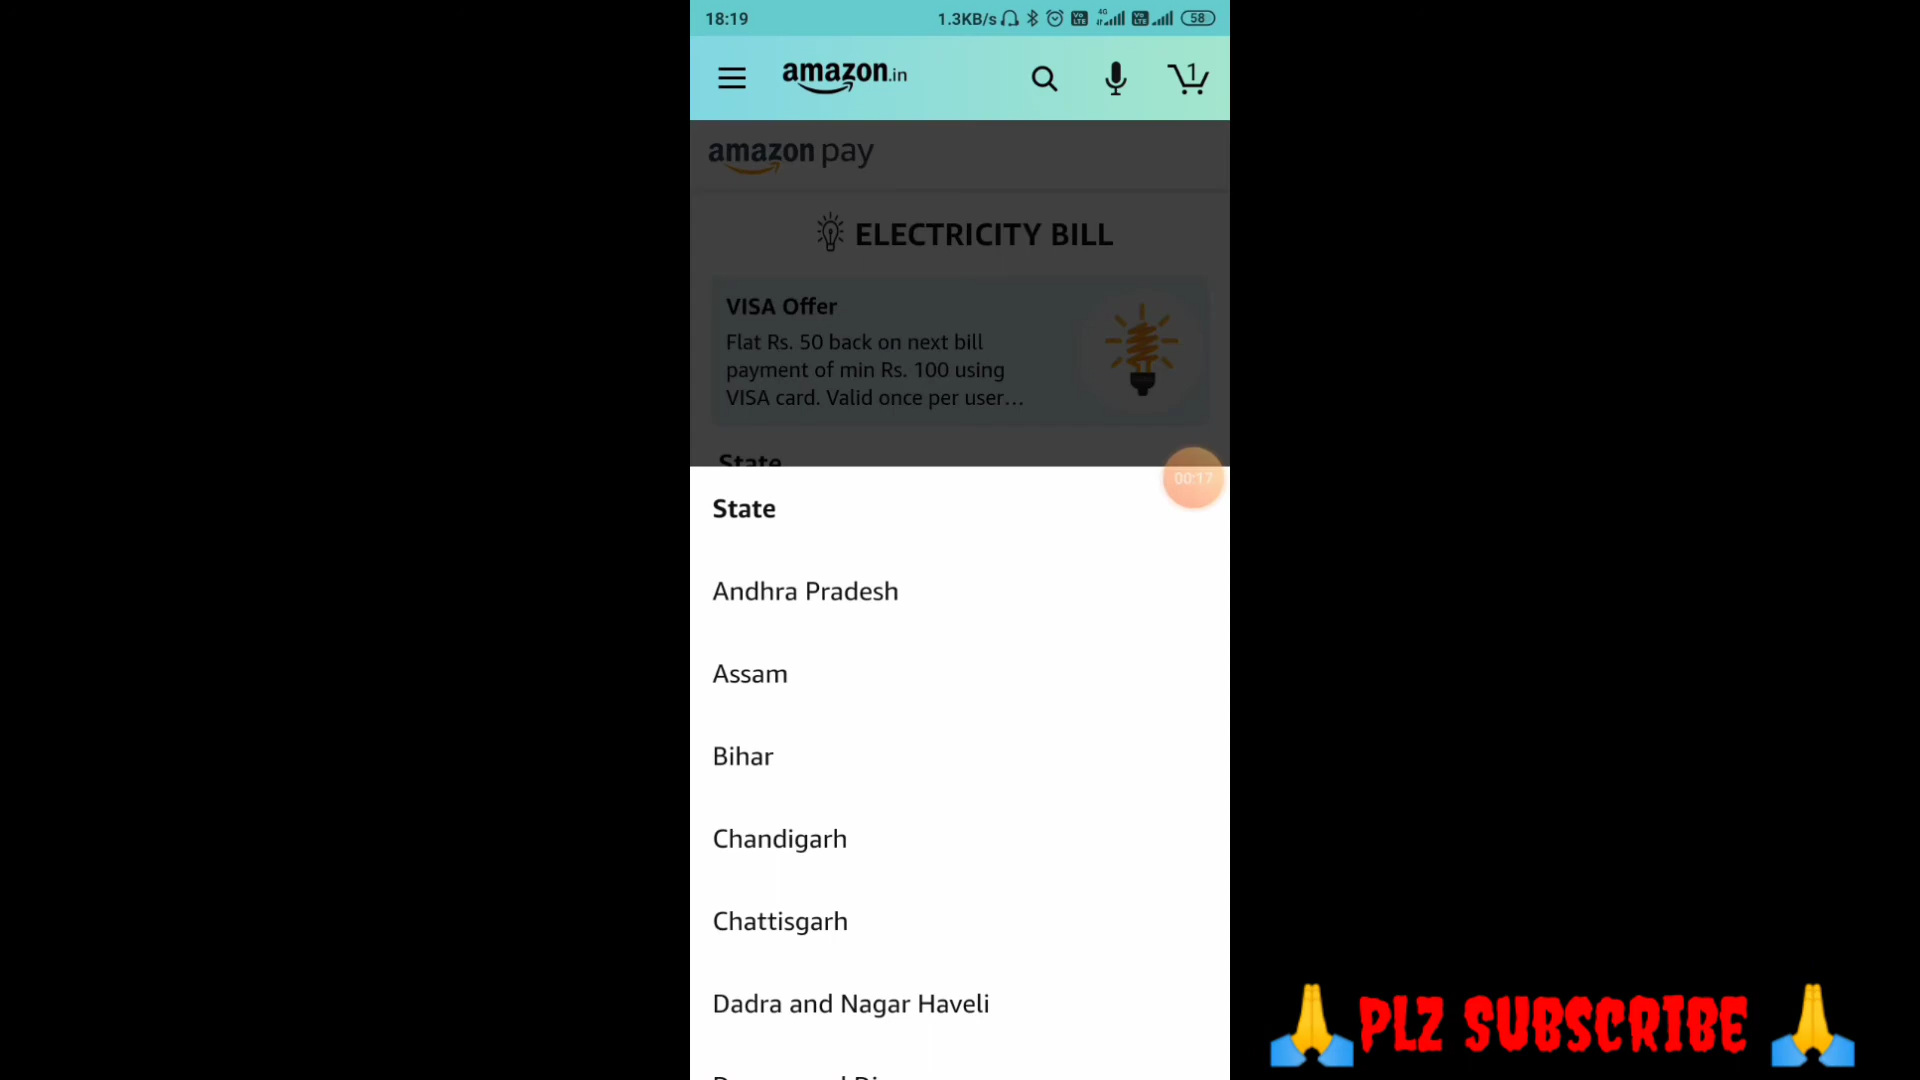 18:19 1.3KB/s 4G 58
amazon.in 1
amazon pay
ELECTRICITY BILL
VISA Offer
Flat Rs. 50 back on next bill
payment of min Rs. 100 using
VISA card. Valid once per user...
State
00:17
State
Andhra Pradesh
Assam
Bihar
Chandigarh
Chattisgarh
Dadra and Nagar Haveli
PLZ SUBSCRIBE